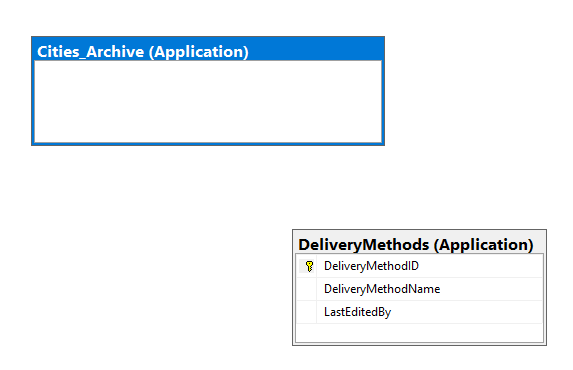 Cities_Archive (Application)
DeliveryMethods (Application)
DeliveryMethodID
DeliveryMethodName
LastEditedBy